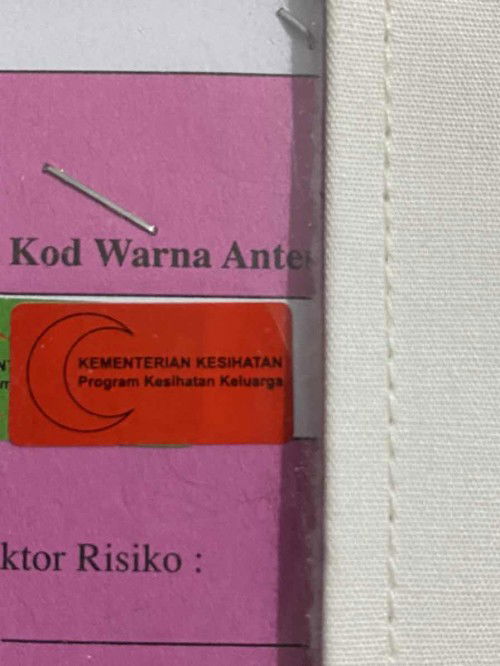 Kod Warna Ante
KEMENTERIAN KESIHATAN
Program Kesihatan Keluarga
ktor Risiko :